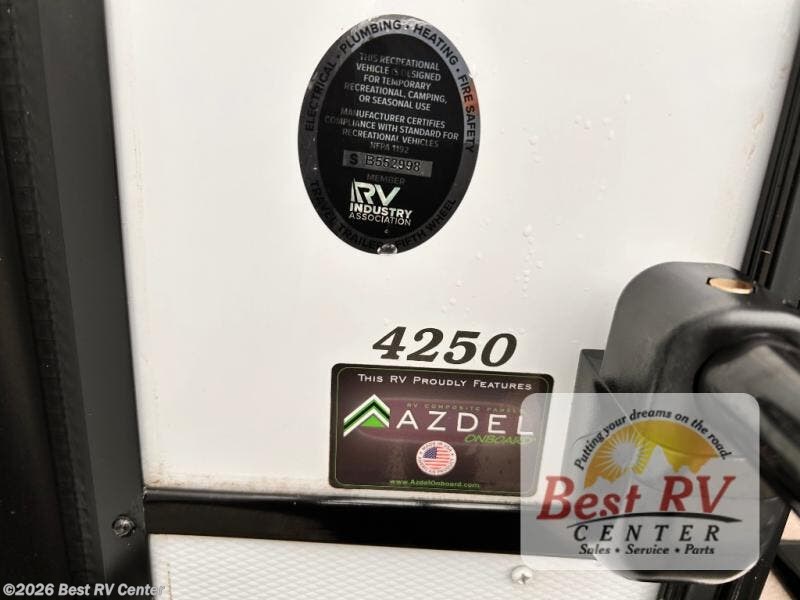 ELECTRICAL • PLUMBING • HEATING • FIRE SAFETY
THIS RECREATIONAL
VEHICLE IS DESIGNED
FOR TEMPORARY
RECREATIONAL, CAMPING,
OR SEASONAL USE
MANUFACTURER CERTIFIES
COMPLIANCE WITH STANDARD FOR
RECREATIONAL VEHICLES
NFPA 1192
S B552998
MEMBER
RV
INDUSTRY
ASSOCIATION
TRAVEL TRAILER FIFTH WHEEL
4250
THIS RV PROUDLY FEATURES
RV COMPOSITE PANELS
AZDEL
ONBOARD
MADE IN USA
www.AzdelOnboard.com
Putting your dreams on the road.
Best RV
CENTER
Sales • Service • Parts
©2026 Best RV Center